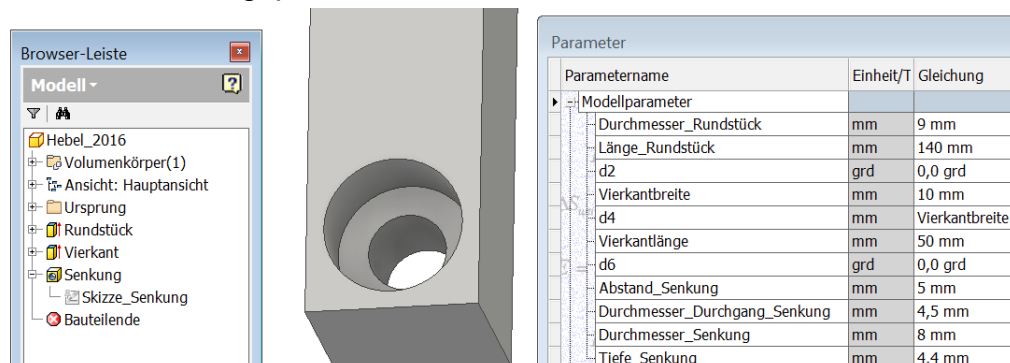 Browser-Leiste
Modell
Hebel_2016
Volumenkörper(1)
Ansicht: Hauptansicht
Ursprung
Rundstück
Vierkant
Senkung
Skizze_Senkung
Bauteilende
Parameter
Parametername Einheit/T Gleichung
Modellparameter
Durchmesser_Rundstück mm 9 mm
Länge_Rundstück mm 140 mm
d2 grd 0,0 grd
Vierkantbreite mm 10 mm
d4 mm Vierkantbreite
Vierkantlänge mm 50 mm
d6 grd 0,0 grd
Abstand_Senkung mm 5 mm
Durchmesser_Durchgang_Senkung mm 4,5 mm
Durchmesser_Senkung mm 8 mm
Tiefe_Senkung mm 4,4 mm